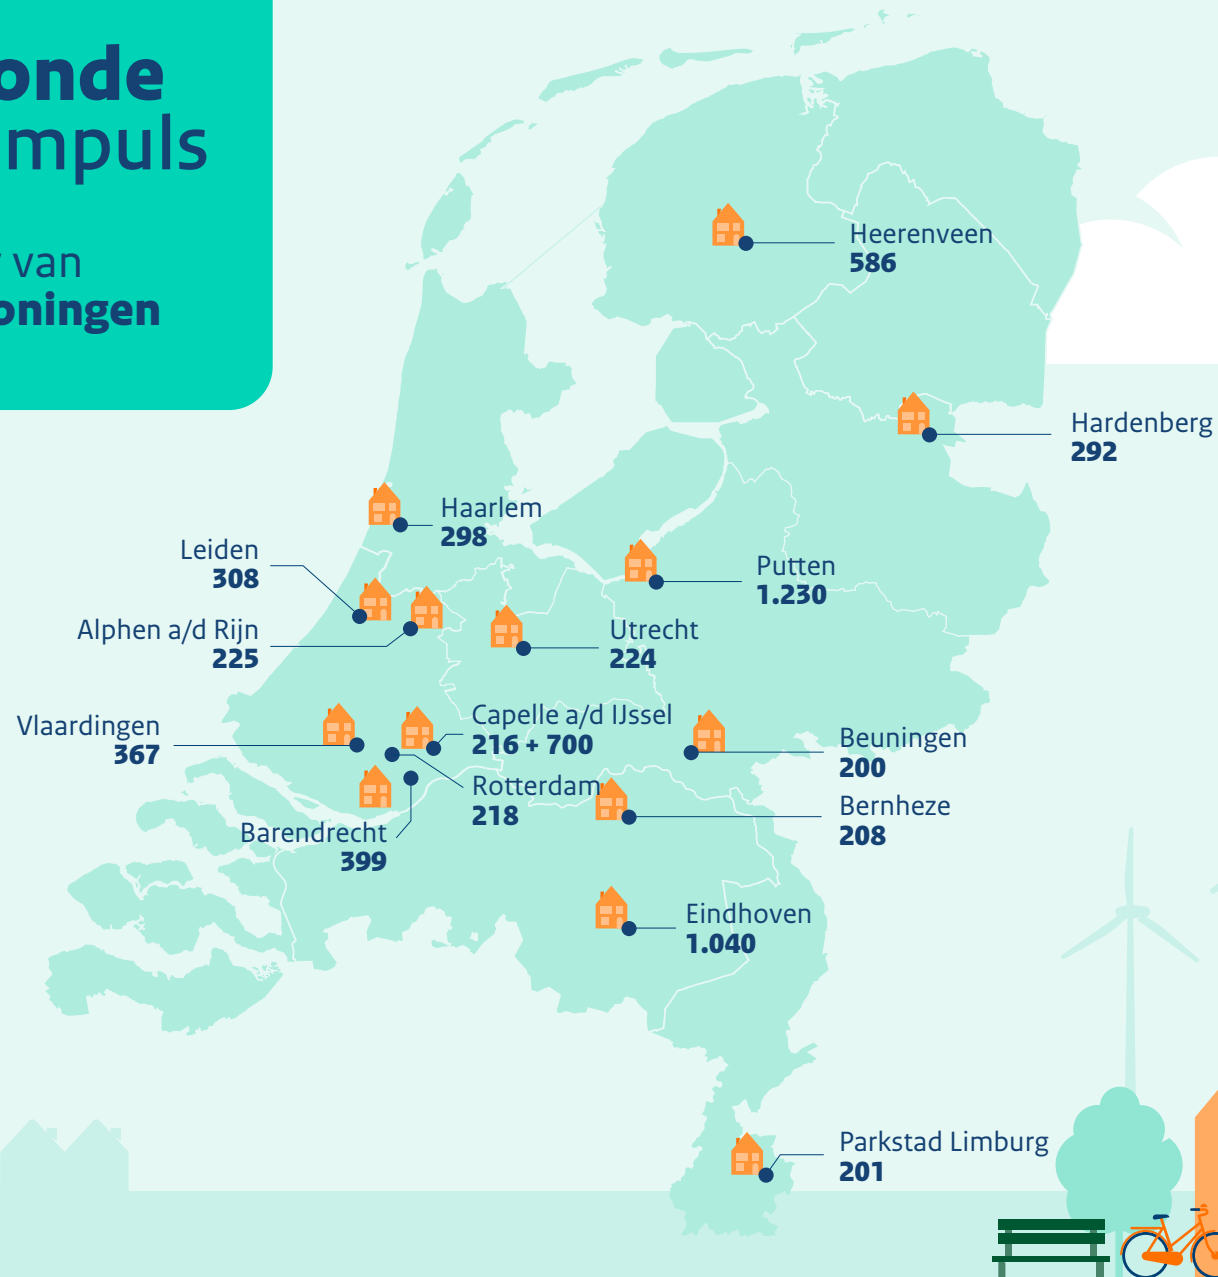 onde
mpuls
van
oningen
Heerenveen
586
Hardenberg
292
Haarlem
298
Leiden
308
Putten
1.230
Alphen a/d Rijn
225
Utrecht
224
Vlaardingen
367
Capelle a/d IJssel
216 + 700
Rotterdam
218
Beuningen
200
Bernheze
208
Barendrecht
399
Eindhoven
1.040
Parkstad Limburg
201